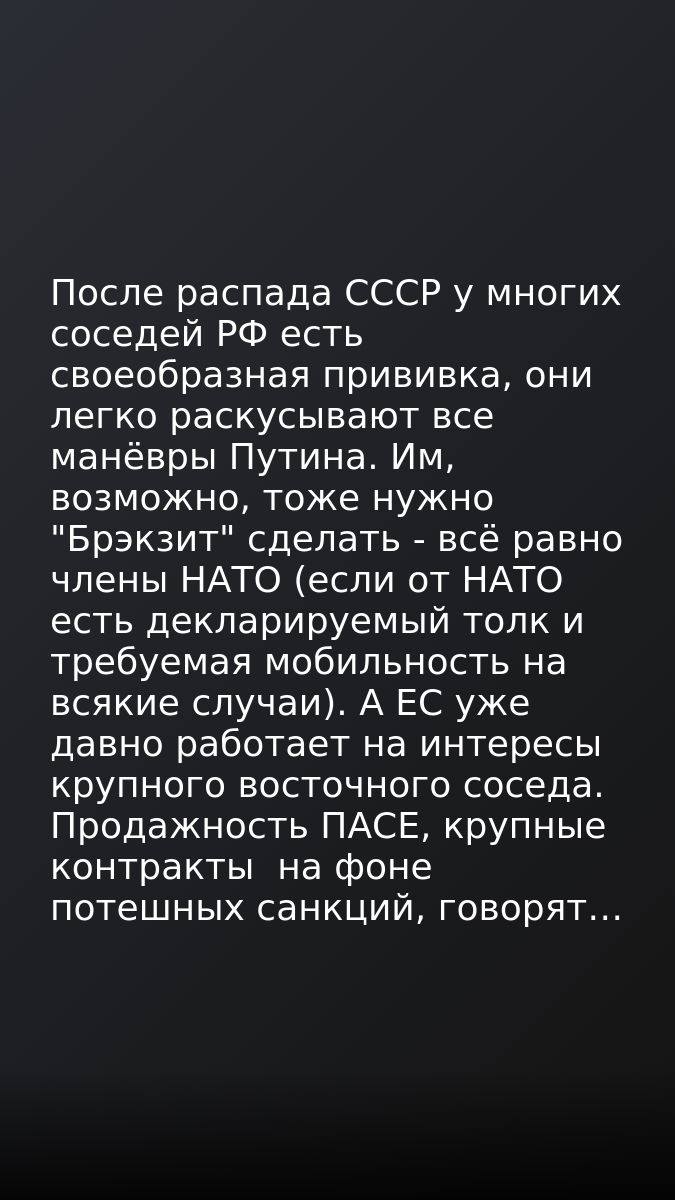 После распада СССР у многих
соседей РФ есть
своеобразная прививка, они
легко раскусывают все
манёвры Путина. Им,
возможно, тоже нужно
"Брэкзит" сделать - всё равно
члены НАТО (если от НАТО
есть декларируемый толк и
требуемая мобильность на
всякие случаи). А ЕС уже
давно работает на интересы
крупного восточного соседа.
Продажность ПАСЕ, крупные
контракты  на фоне
потешных санкций, говорят...